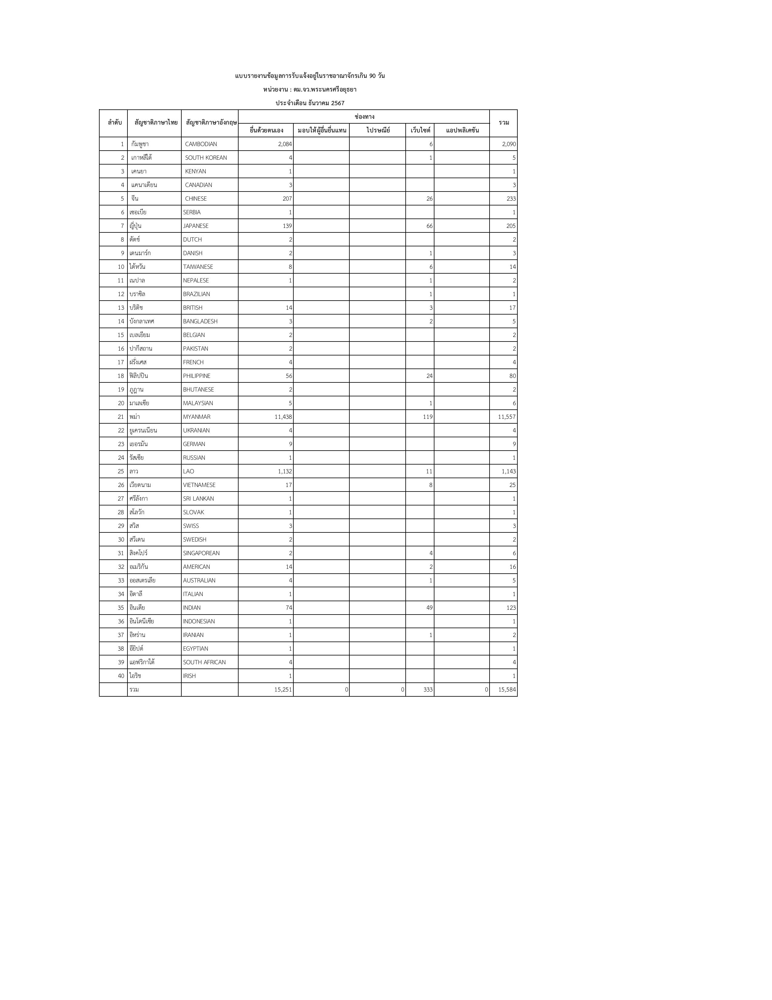 แบบรายงานข้อมูลการรับแจ้งอยู่ในราชอาณาจักรเกิน 90 วัน
หน่วยงาน : ตม.จว.พระนครศรีอยุธยา
ประจำเดือน ธันวาคม 2567
ลำดับ สัญชาติภาษาไทย สัญชาติภาษาอังกฤษ ช่องทาง รวม
ยื่นด้วยตนเอง มอบให้ผู้อื่นยื่นแทน ไปรษณีย์ เว็บไซต์ แอปพลิเคชัน
1 กัมพูชา CAMBODIAN 2,084 6 2,090
2 เกาหลีใต้ SOUTH KOREAN 4 1 5
3 เคนยา KENYAN 1 1
4 แคนาเดียน CANADIAN 3 3
5 จีน CHINESE 207 26 233
6 เซอเบีย SERBIA 1 1
7 ญี่ปุ่น JAPANESE 139 66 205
8 ดัตช์ DUTCH 2 2
9 เดนมาร์ก DANISH 2 1 3
10 ไต้หวัน TAIWANESE 8 6 14
11 เนปาล NEPALESE 1 1 2
12 บราซิล BRAZILIAN 1 1
13 บริติช BRITISH 14 3 17
14 บังกลาเทศ BANGLADESH 3 2 5
15 เบลเยียม BELGIAN 2 2
16 ปากีสถาน PAKISTAN 2 2
17 ฝรั่งเศส FRENCH 4 4
18 ฟิลิปปิน PHILIPPINE 56 24 80
19 ภูฏาน BHUTANESE 2 2
20 มาเลเซีย MALAYSIAN 5 1 6
21 พม่า MYANMAR 11,438 119 11,557
22 ยูเครนเนียน UKRANIAN 4 4
23 เยอรมัน GERMAN 9 9
24 รัสเซีย RUSSIAN 1 1
25 ลาว LAO 1,132 11 1,143
26 เวียดนาม VIETNAMESE 17 8 25
27 ศรีลังกา SRI LANKAN 1 1
28 สโลวัก SLOVAK 1 1
29 สวิส SWISS 3 3
30 สวีเดน SWEDISH 2 2
31 สิงคโปร์ SINGAPOREAN 2 4 6
32 อเมริกัน AMERICAN 14 2 16
33 ออสเตรเลีย AUSTRALIAN 4 1 5
34 อิตาลี ITALIAN 1 1
35 อินเดีย INDIAN 74 49 123
36 อินโดนีเซีย INDONESIAN 1 1
37 อิหร่าน IRANIAN 1 1 2
38 อียิปต์ EGYPTIAN 1 1
39 แอฟริกาใต้ SOUTH AFRICAN 4 4
40 ไอริช IRISH 1 1
รวม 15,251 0 0 333 0 15,584